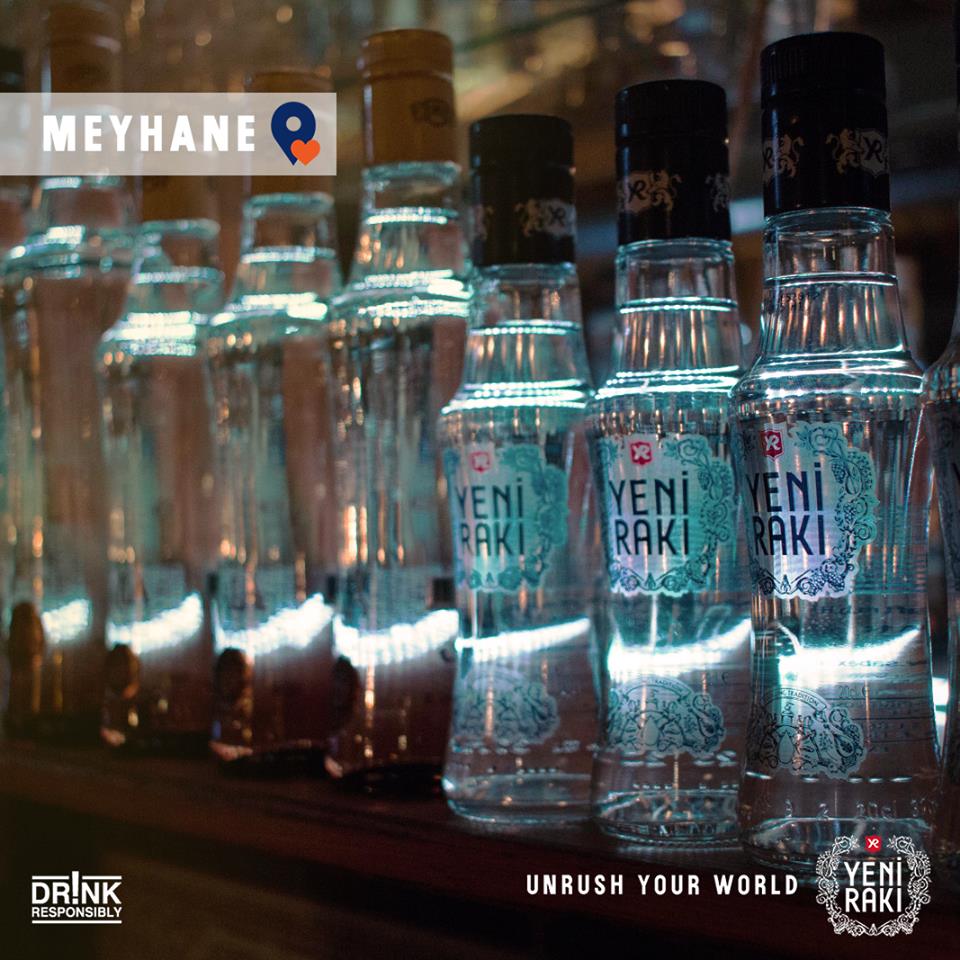 MEYHANE
YENİ
RAKI
YENİ
RAKI
YENİ
RAKI
DR!NK
RESPONSIBLY
UNRUSH YOUR WORLD
YENİ
RAKI